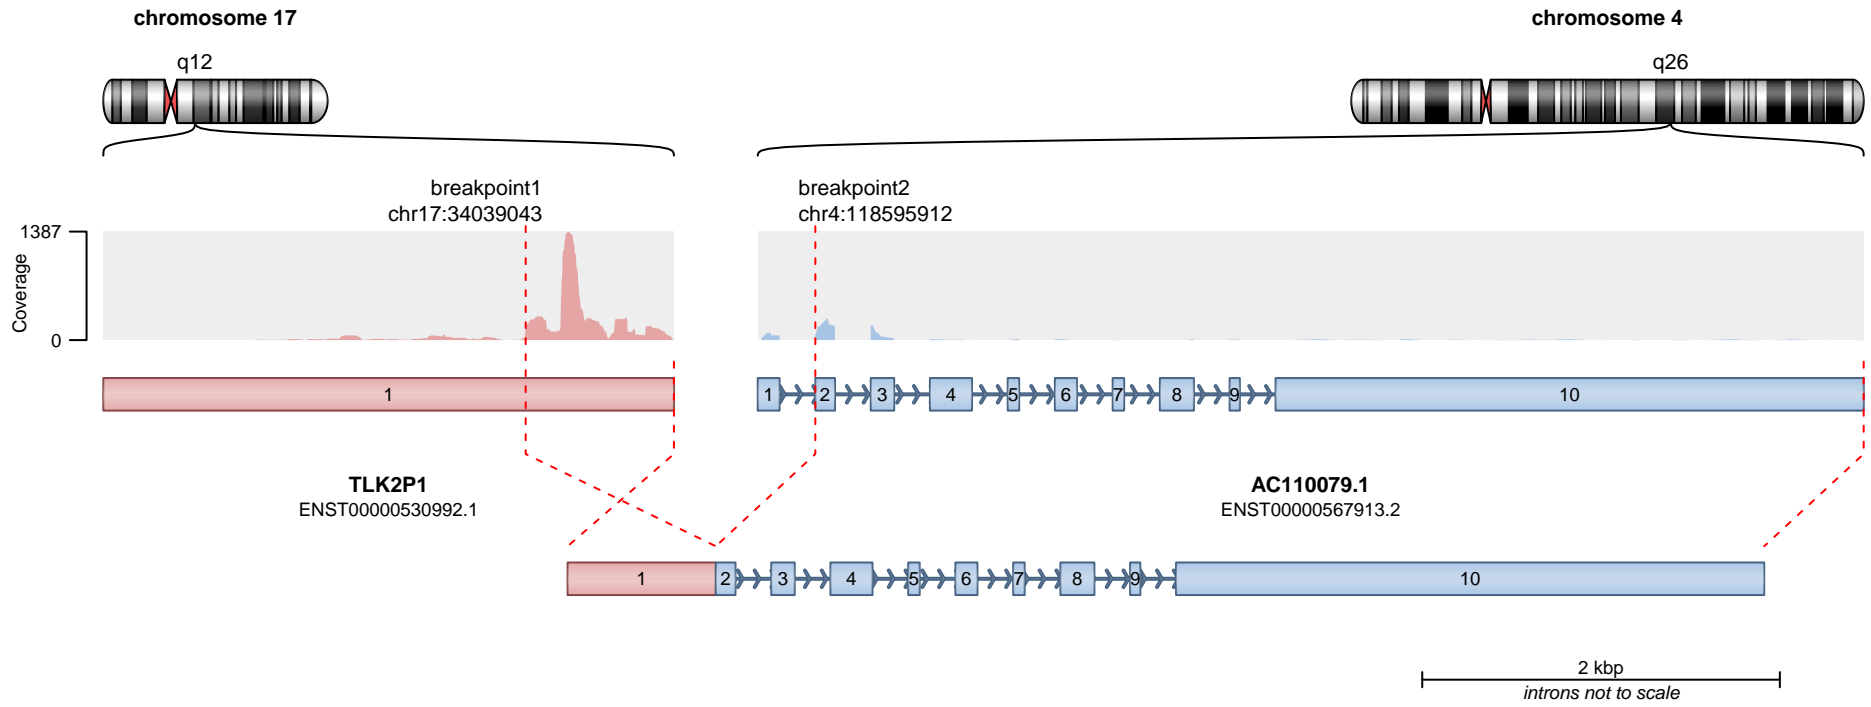 chromosome 17
chromosome 4
q12
q26
breakpoint1
chr17:34039043
breakpoint2
chr4:118595912
1387
Coverage
0
1
1 2 3 4 5 6 7 8 9 10
TLK2P1
ENST00000530992.1
AC110079.1
ENST00000567913.2
1 2 3 4 5 6 7 8 9 10
2 kbp
introns not to scale